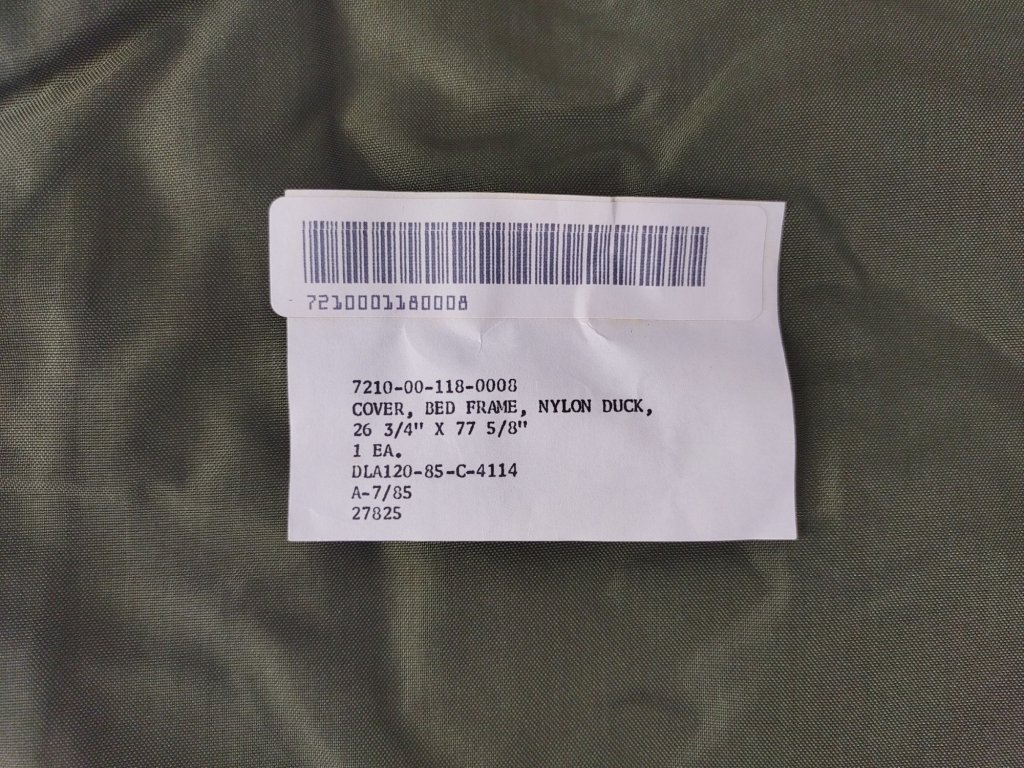 7210001180008
7210-00-118-0008
COVER, BED FRAME, NYLON DUCK,
26 3/4" X 77 5/8"
1 EA.
DLA120-85-C-4114
A-7/85
27825